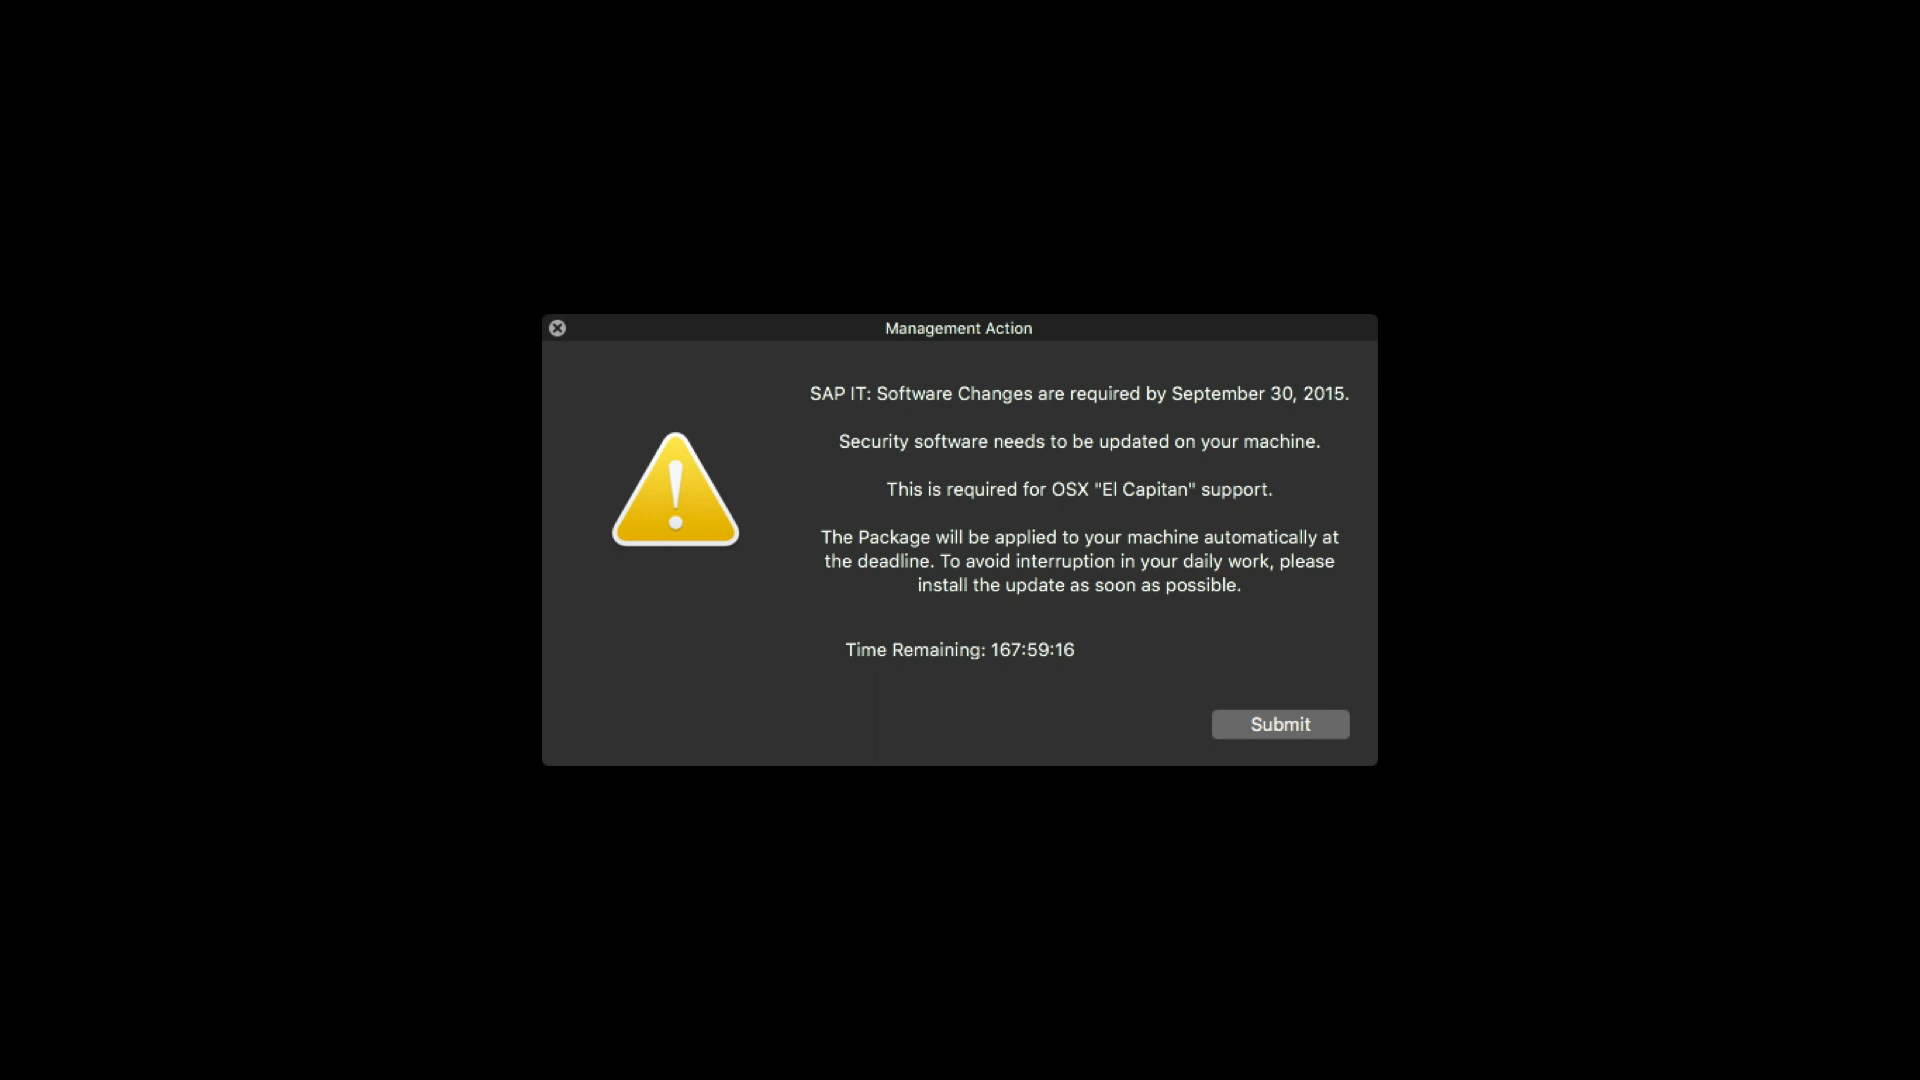 Management Action
SAP IT: Software Changes are required by September 30, 2015.
Security software needs to be updated on your machine.
This is required for OSX "El Capitan" support.
The Package will be applied to your machine automatically at
the deadline. To avoid interruption in your daily work, please
install the update as soon as possible.
Time Remaining: 167:59:16
Submit